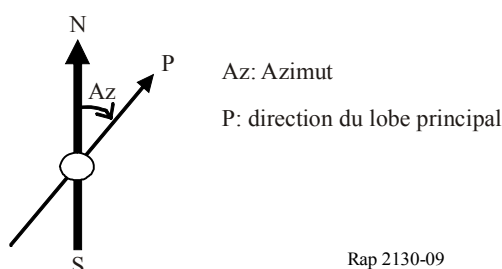 N
P
Az
Az: Azimut
P: direction du lobe principal
S
Rap 2130-09